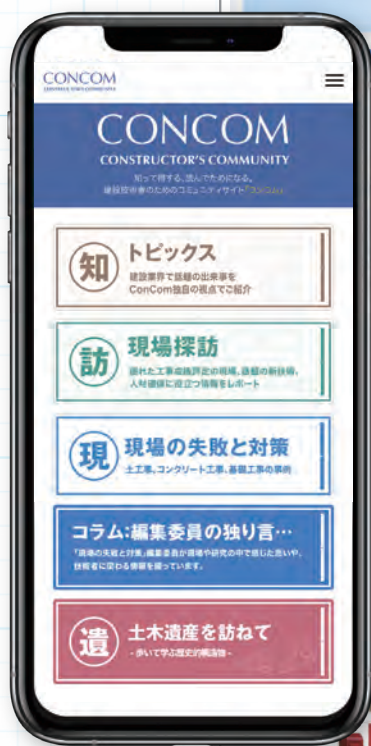 CONCOM
CONCOM
CONSTRUCTOR'S COMMUNITY
知って得する、読んでためになる。
建設技術者のためのコミュニティサイト「コンコム」
知
トピックス
建設業界で話題の出来事を
ConCom独自の視点でご紹介
訪
現場探訪
優れた工事成績評定の現場、話題の新技術、
人材確保に役立つ情報をレポート
現
現場の失敗と対策
土工事、コンクリート工事、基礎工事の事例
コラム:編集委員の独り言…
『現場の失敗と対策』編集委員が現場や研究の中で感じた思いや、
技術者に関わる情報を綴っています。
遺
土木遺産を訪ねて
- 歩いて学ぶ歴史的構造物 -